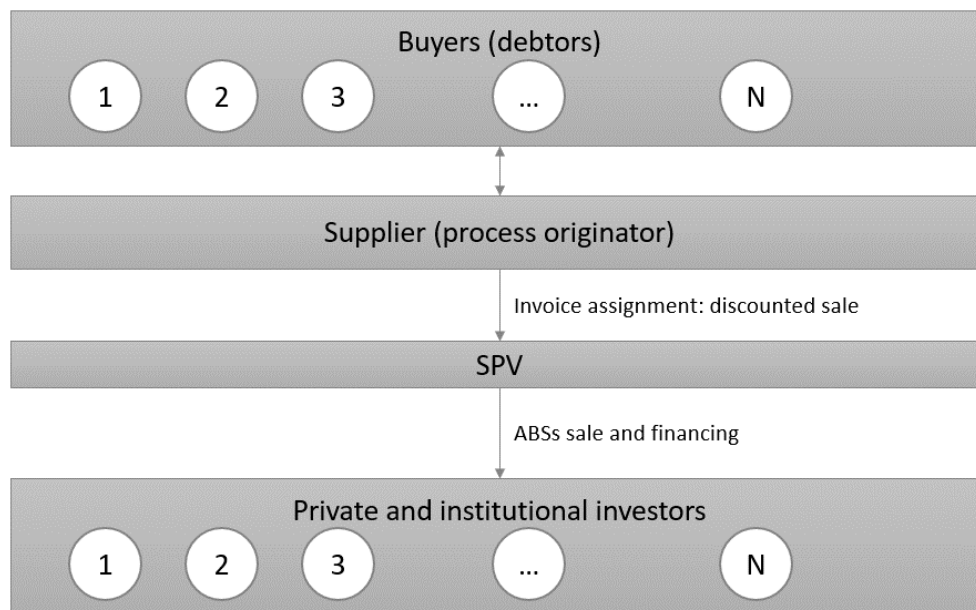 Buyers (debtors)
1 2 3 ... N
Supplier (process originator)
Invoice assignment: discounted sale
SPV
ABSs sale and financing
Private and institutional investors
1 2 3 ... N